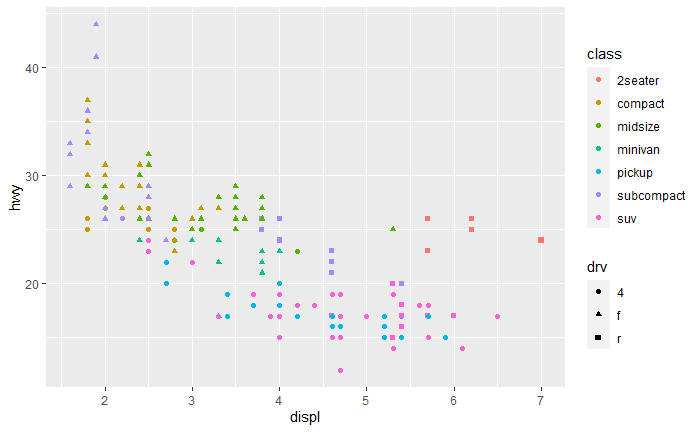 hwy
40
30
20
2
3
4
5
6
7
displ
class
2seater
compact
midsize
minivan
pickup
subcompact
suv
drv
4
f
r